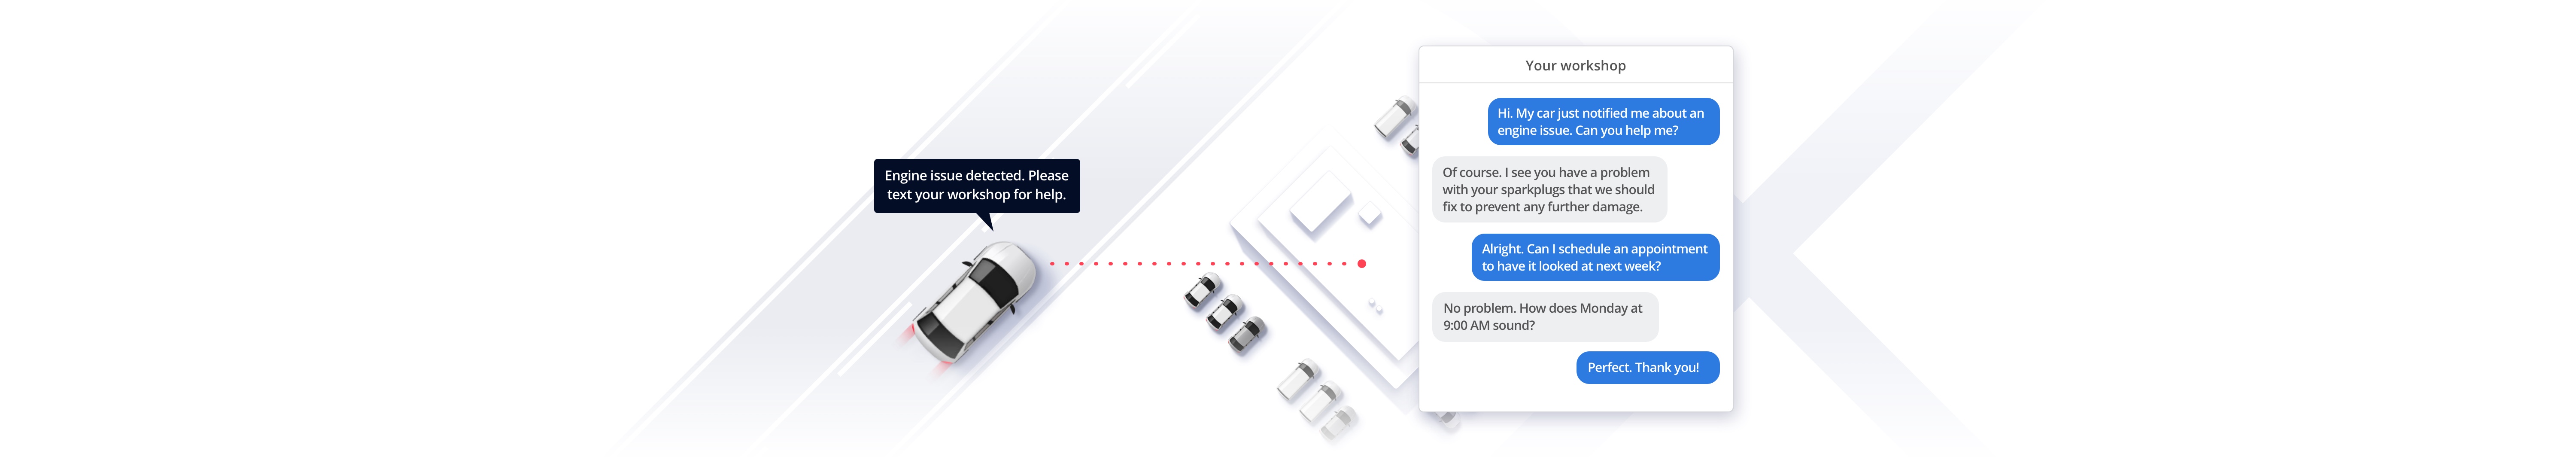 Engine issue detected. Please
text your workshop for help.
Your workshop
Hi. My car just notified me about an
engine issue. Can you help me?
Of course. I see you have a problem
with your sparkplugs that we should
fix to prevent any further damage.
Alright. Can I schedule an appointment
to have it looked at next week?
No problem. How does Monday at
9:00 AM sound?
Perfect. Thank you!